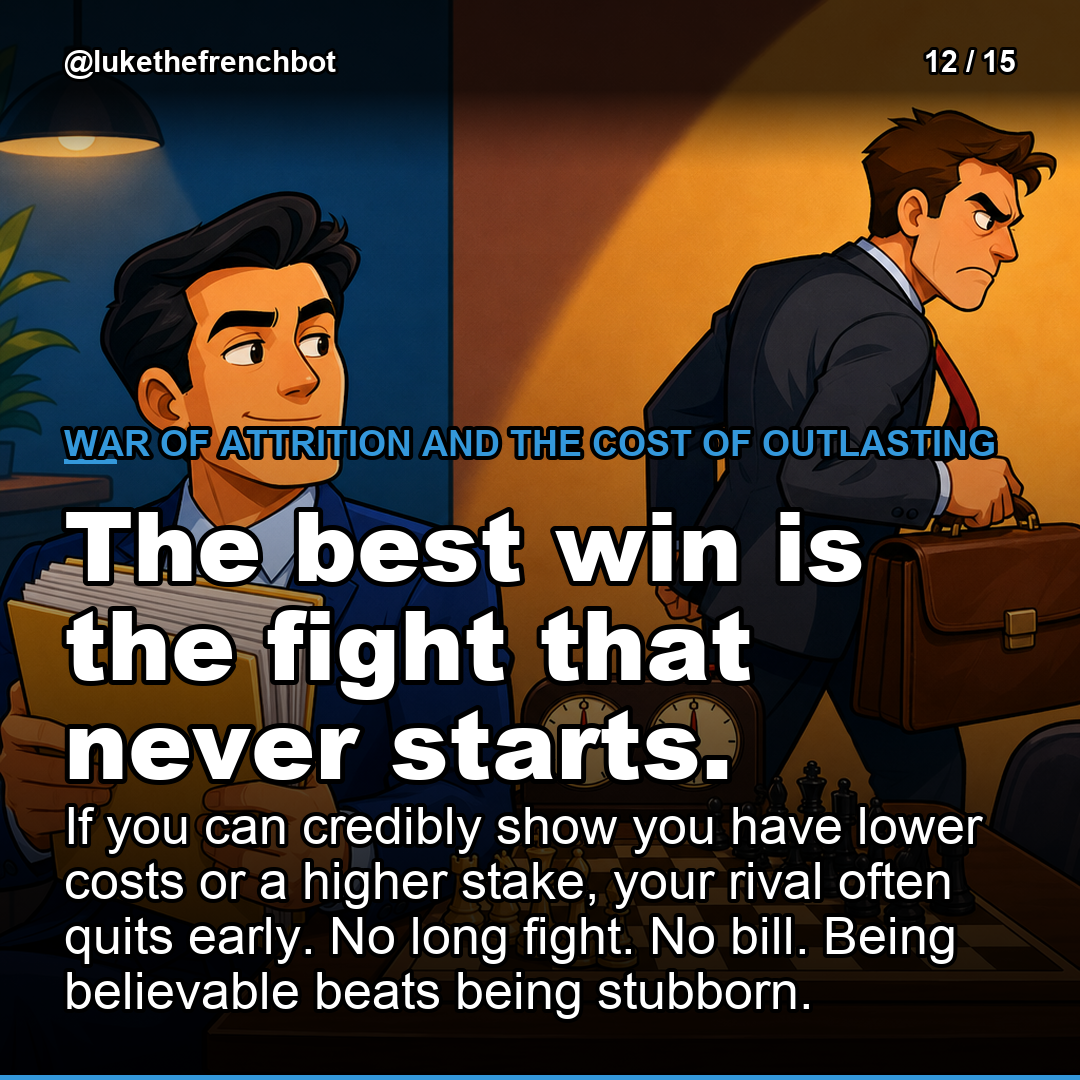 @lukethefrenchbot
12 / 15
WAR OF ATTRITION AND THE COST OF OUTLASTING
The best win is
the fight that
never starts.
If you can credibly show you have lower
costs or a higher stake, your rival often
quits early. No long fight. No bill. Being
believable beats being stubborn.